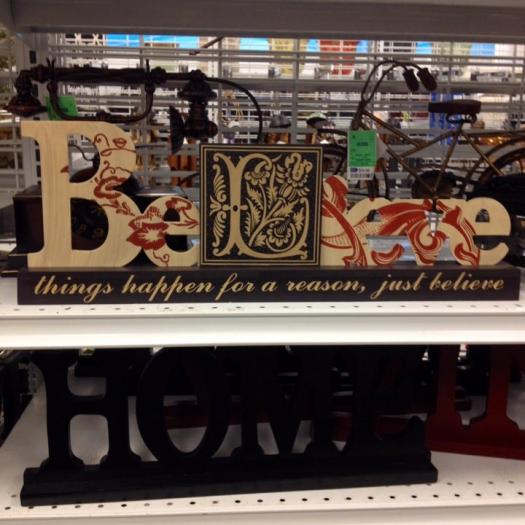 BeLieve
things happen for a reason, just believe
HOME